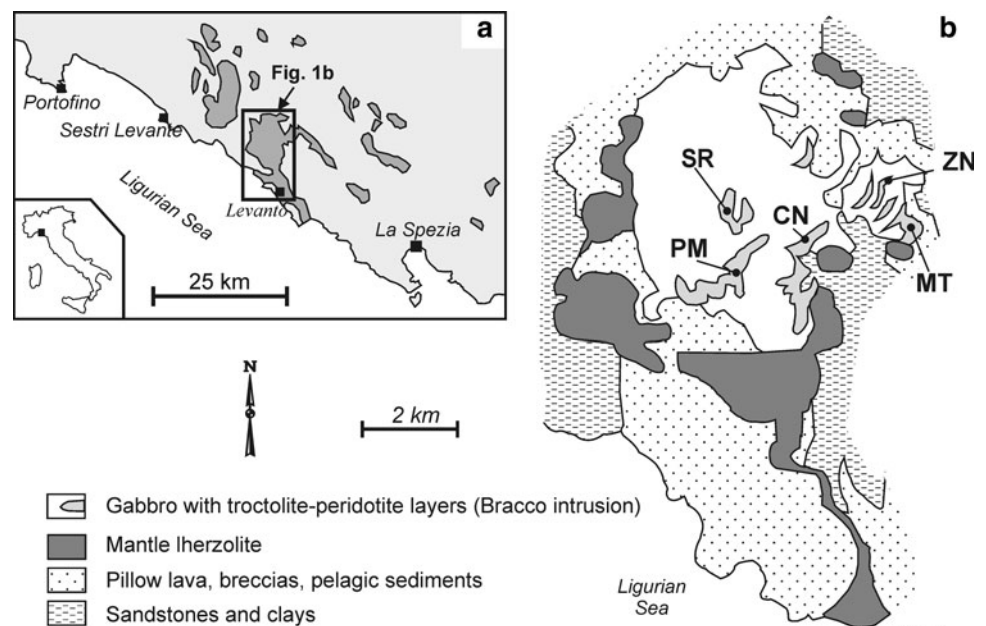 a
Fig. 1b
Portofino
Sestri Levante
Ligurian Sea
Levanto
La Spezia
25 km
b
SR
ZN
CN
PM
MT
N
2 km
Gabbro with troctolite-peridotite layers (Bracco intrusion)
Mantle lherzolite
Pillow lava, breccias, pelagic sediments
Sandstones and clays
Ligurian
Sea